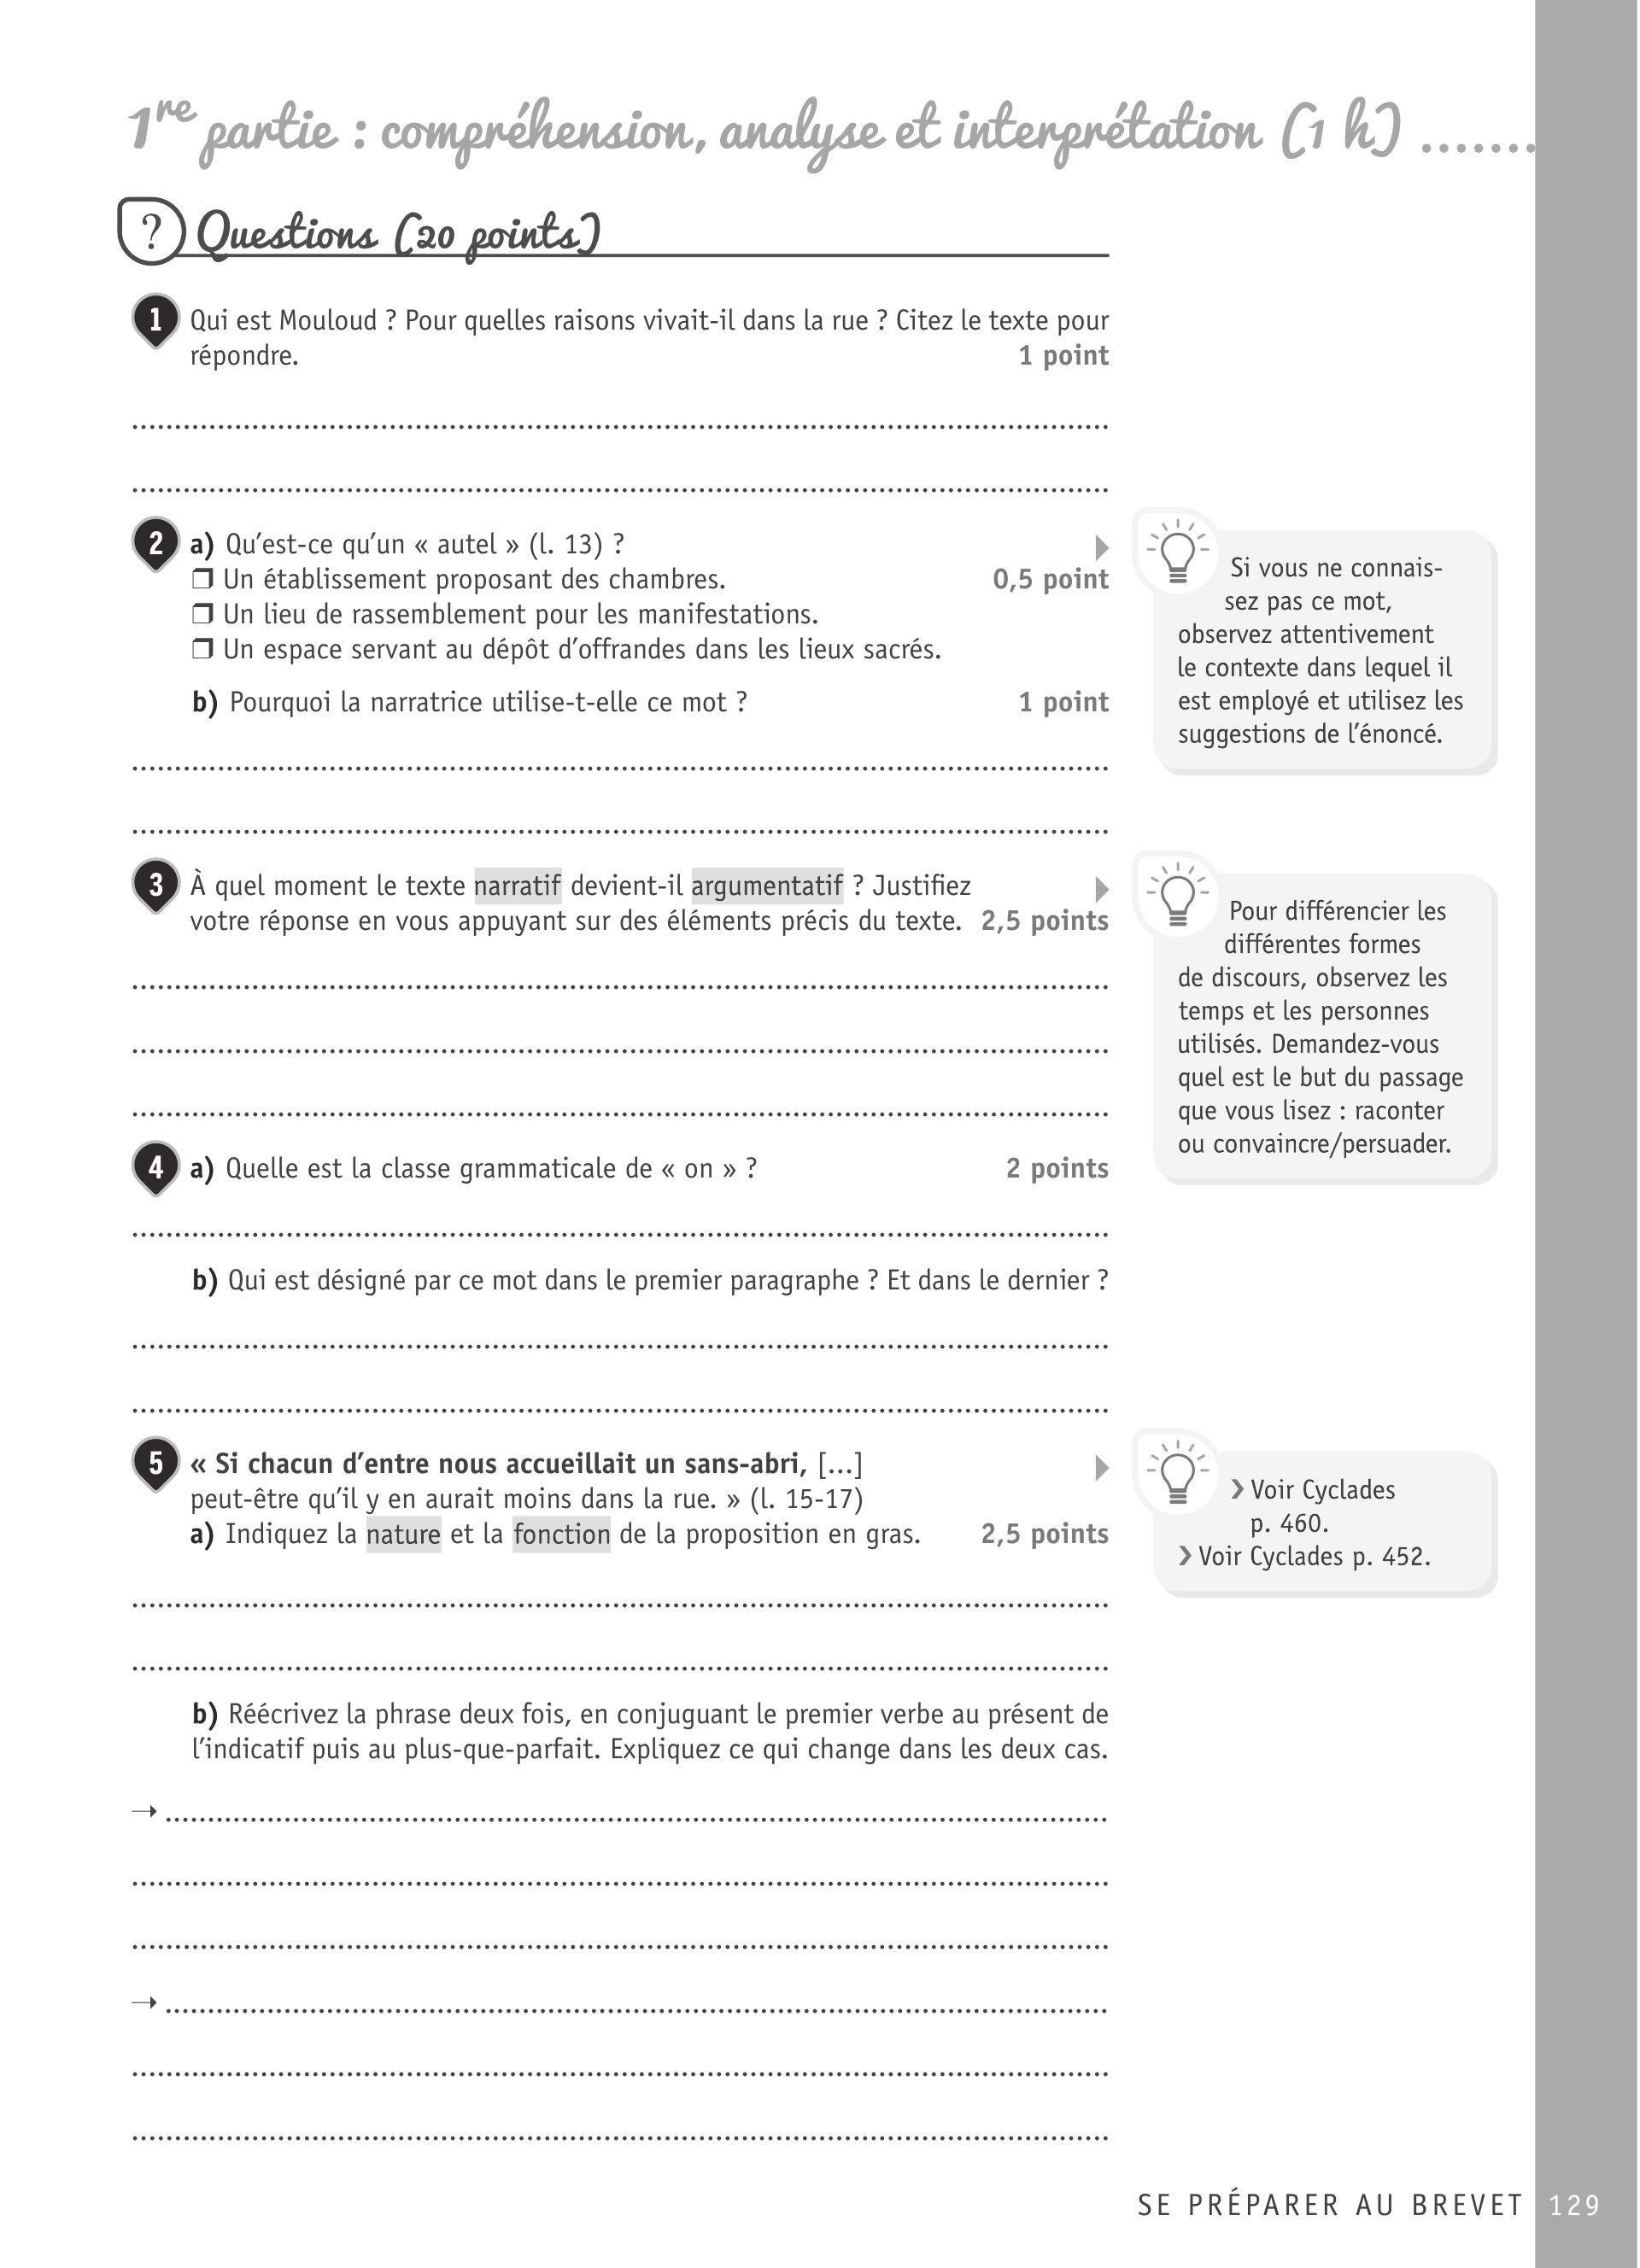 1re partie : compréhension, analyse et interprétation (1 h) .......
? Questions (20 points)
1 Qui est Mouloud ? Pour quelles raisons vivait-il dans la rue ? Citez le texte pour
répondre. 1 point
2 a) Qu’est-ce qu’un « autel » (l. 13) ?
❒ Un établissement proposant des chambres. 0,5 point
❒ Un lieu de rassemblement pour les manifestations.
❒ Un espace servant au dépôt d’offrandes dans les lieux sacrés.
b) Pourquoi la narratrice utilise-t-elle ce mot ? 1 point
Si vous ne connais-
sez pas ce mot,
observez attentivement
le contexte dans lequel il
est employé et utilisez les
suggestions de l’énoncé.
3 À quel moment le texte narratif devient-il argumentatif ? Justifiez
votre réponse en vous appuyant sur des éléments précis du texte. 2,5 points
Pour différencier les
différentes formes
de discours, observez les
temps et les personnes
utilisés. Demandez-vous
quel est le but du passage
que vous lisez : raconter
ou convaincre/persuader.
4 a) Quelle est la classe grammaticale de « on » ? 2 points
b) Qui est désigné par ce mot dans le premier paragraphe ? Et dans le dernier ?
5 « Si chacun d’entre nous accueillait un sans-abri, [...]
peut-être qu’il y en aurait moins dans la rue. » (l. 15-17)
a) Indiquez la nature et la fonction de la proposition en gras. 2,5 points
› Voir Cyclades
p. 460.
› Voir Cyclades p. 452.
b) Réécrivez la phrase deux fois, en conjuguant le premier verbe au présent de
l’indicatif puis au plus-que-parfait. Expliquez ce qui change dans les deux cas.
→
→
SE PRÉPARER AU BREVET 129